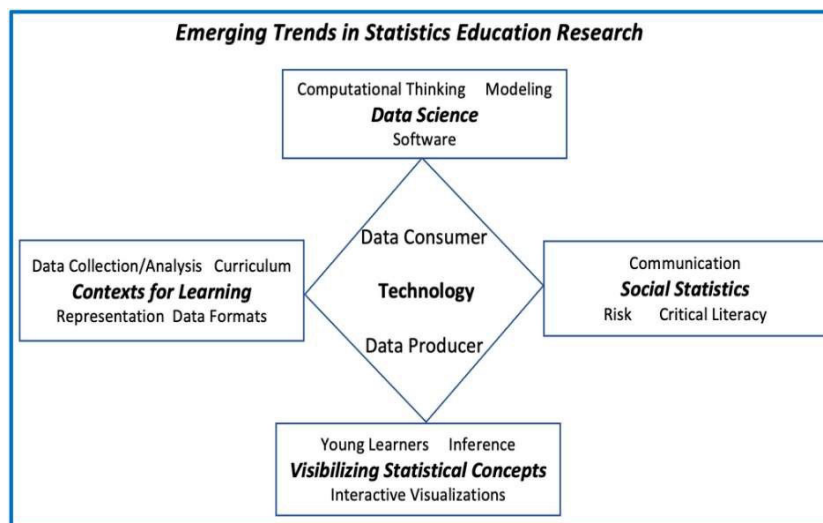 Emerging Trends in Statistics Education Research
Computational Thinking Modeling
Data Science
Software
Data Consumer
Technology
Data Producer
Data Collection/Analysis Curriculum
Contexts for Learning
Representation Data Formats
Communication
Social Statistics
Risk Critical Literacy
Young Learners Inference
Visibilizing Statistical Concepts
Interactive Visualizations